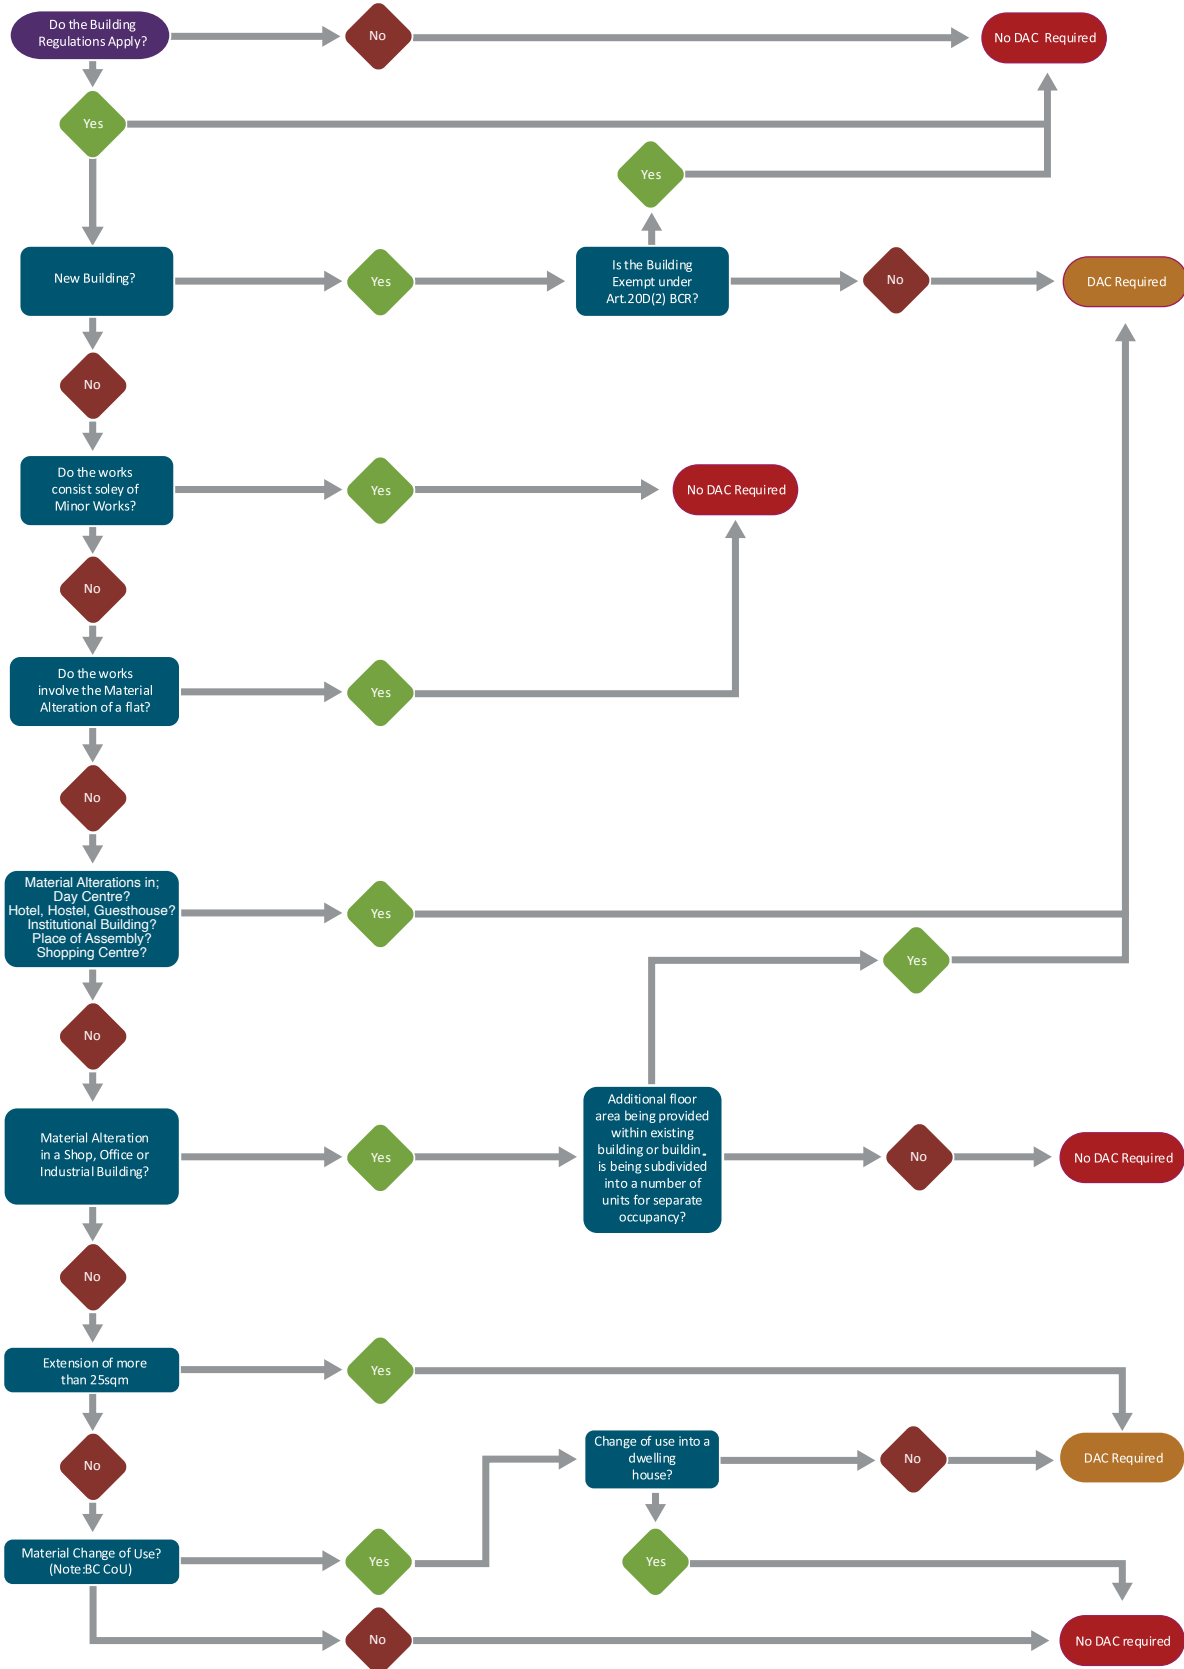 Do the Building
Regulations Apply?
No
No DAC Required
Yes
Yes
New Building?
Yes
Is the Building
Exempt under
Art.20D(2) BCR?
No
DAC Required
No
Do the works
consist soley of
Minor Works?
Yes
No DAC Required
No
Do the works
involve the Material
Alteration of a flat?
Yes
No
Material Alterations in;
Day Centre?
Hotel, Hostel, Guesthouse?
Institutional Building?
Place of Assembly?
Shopping Centre?
Yes
Yes
No
Material Alteration
in a Shop, Office or
Industrial Building?
Yes
Additional floor
area being provided
within existing
building or buildin
is being subdivided
into a number of
units for separate
occupancy?
No
No DAC Required
No
Extension of more
than 25sqm
Yes
No
Change of use into a
dwelling
house?
No
DAC Required
Material Change of Use?
(Note:BC CoU)
Yes
Yes
No
No DAC required